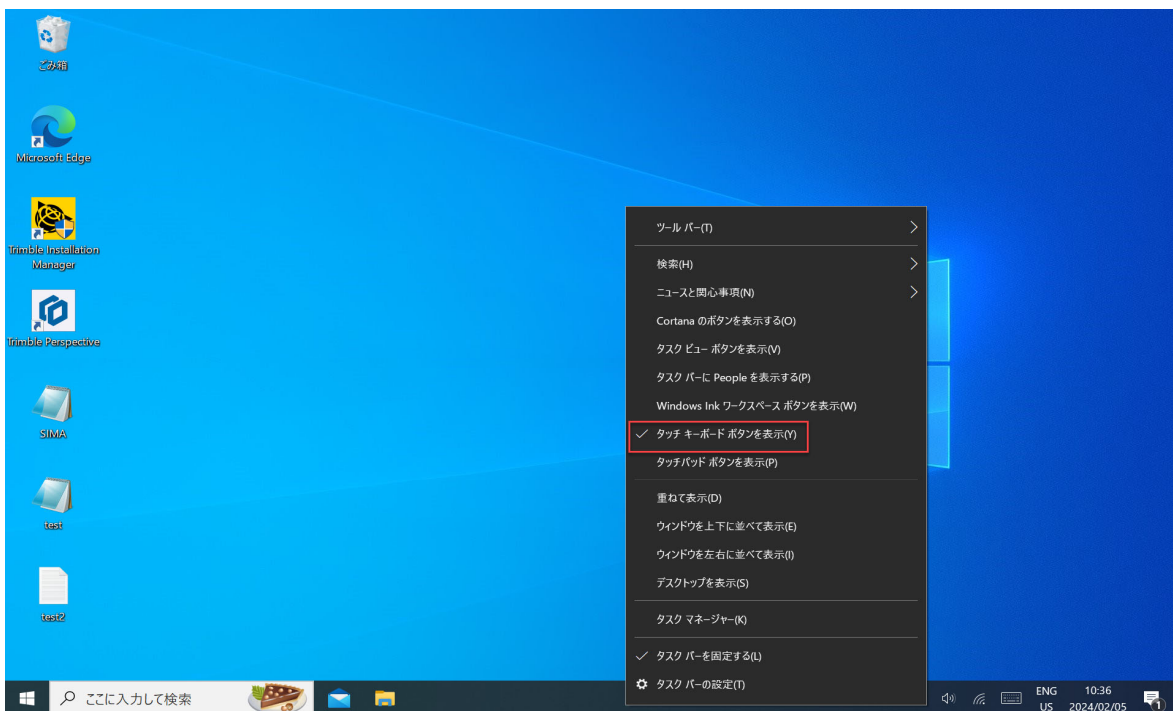 ごみ箱
Microsoft Edge
Trimble Installation
Manager
Trimble Perspective
SIMA
test
test2
ツール バー(T)
検索(H)
ニュースと関心事項(N)
Cortana のボタンを表示する(O)
タスク ビュー ボタンを表示(V)
タスク バーに People を表示する(P)
Windows Ink ワークスペース ボタンを表示(W)
タッチ キーボード ボタンを表示(Y)
タッチパッド ボタンを表示(P)
重ねて表示(D)
ウィンドウを上下に並べて表示(E)
ウィンドウを左右に並べて表示(I)
デスクトップを表示(S)
タスク マネージャー(K)
タスク バーを固定する(L)
タスク バーの設定(T)
ここに入力して検索
ENG
US
10:36
2024/02/05
1